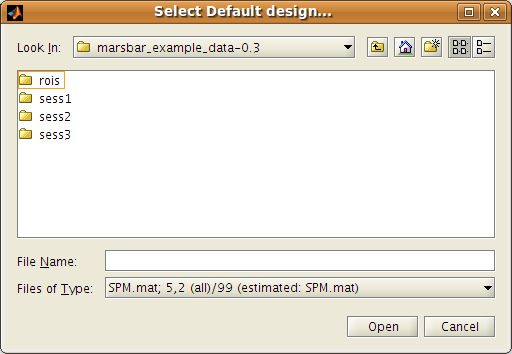 Select Default design...
Look In: marsbar_example_data-0.3
rois
sess1
sess2
sess3
File Name:
Files of Type: SPM.mat; 5,2 (all)/99 (estimated: SPM.mat)
Open Cancel